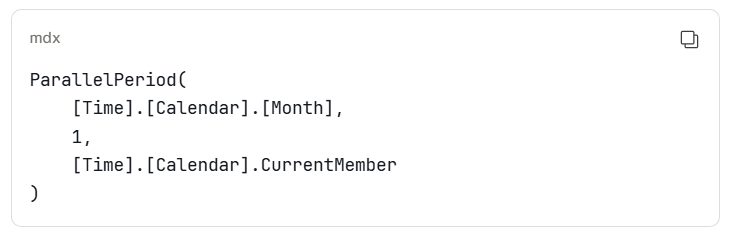 mdx
ParallelPeriod(
    [Time].[Calendar].[Month],
    1,
    [Time].[Calendar].CurrentMember
)